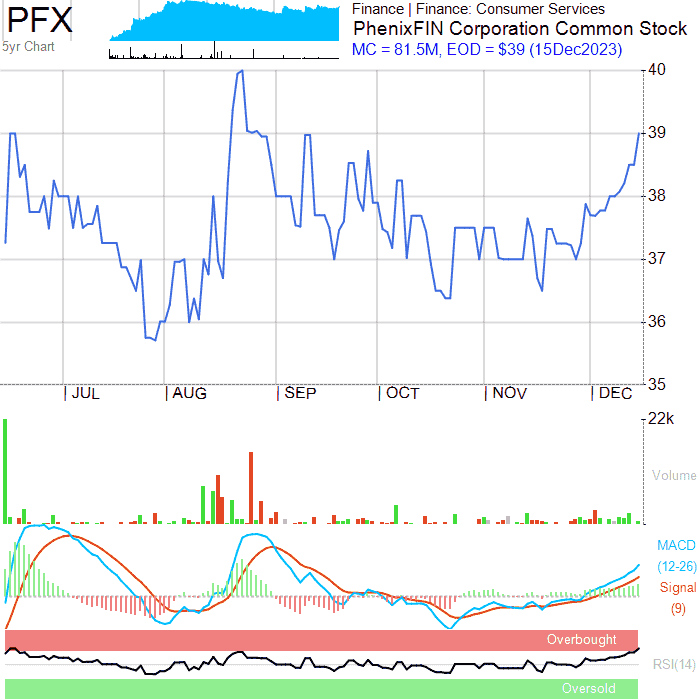 PFX
5yr Chart
Finance | Finance: Consumer Services
PhenixFIN Corporation Common Stock
MC = 81.5M, EOD = $39 (15Dec2023)
40
39
38
37
36
35
JUL AUG SEP OCT NOV DEC
22k
Volume
MACD
(12-26)
Signal
(9)
Overbought
RSI(14)
Oversold